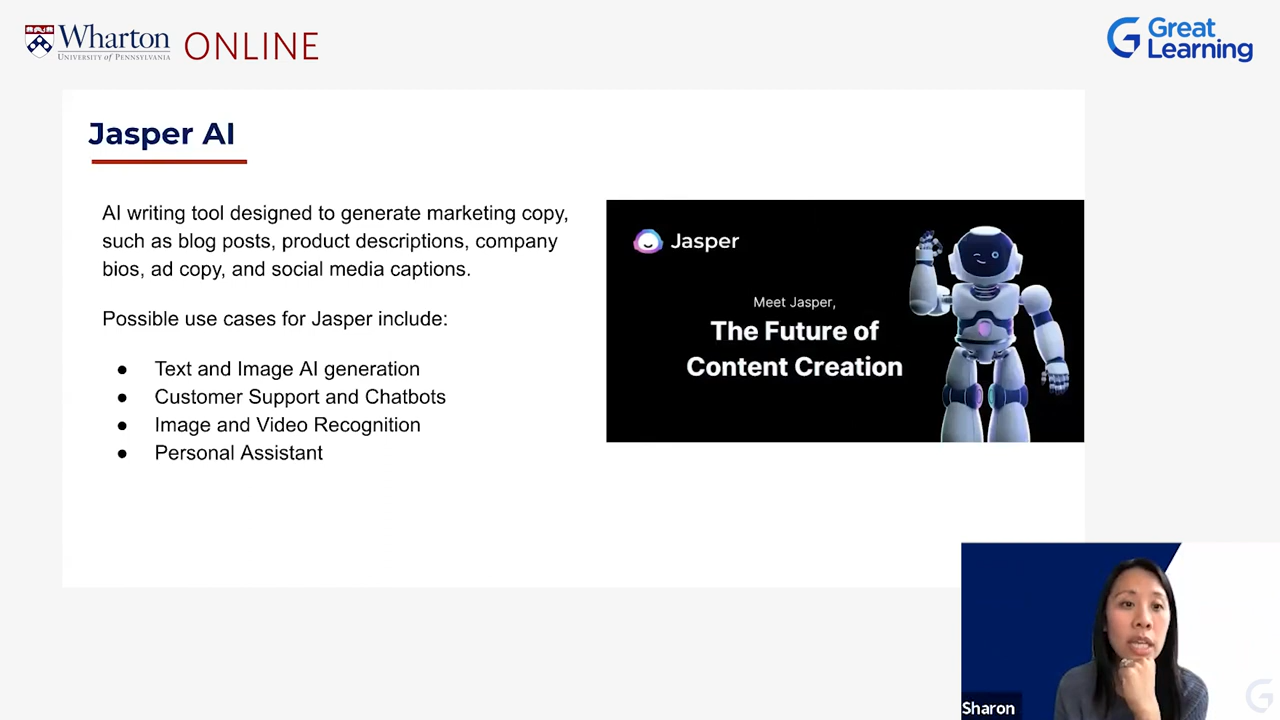 Wharton ONLINE
UNIVERSITY of PENNSYLVANIA
Great
Learning
Jasper AI
AI writing tool designed to generate marketing copy,
such as blog posts, product descriptions, company
bios, ad copy, and social media captions.
Possible use cases for Jasper include:
● Text and Image AI generation
● Customer Support and Chatbots
● Image and Video Recognition
● Personal Assistant
Jasper
Meet Jasper,
The Future of
Content Creation
Sharon